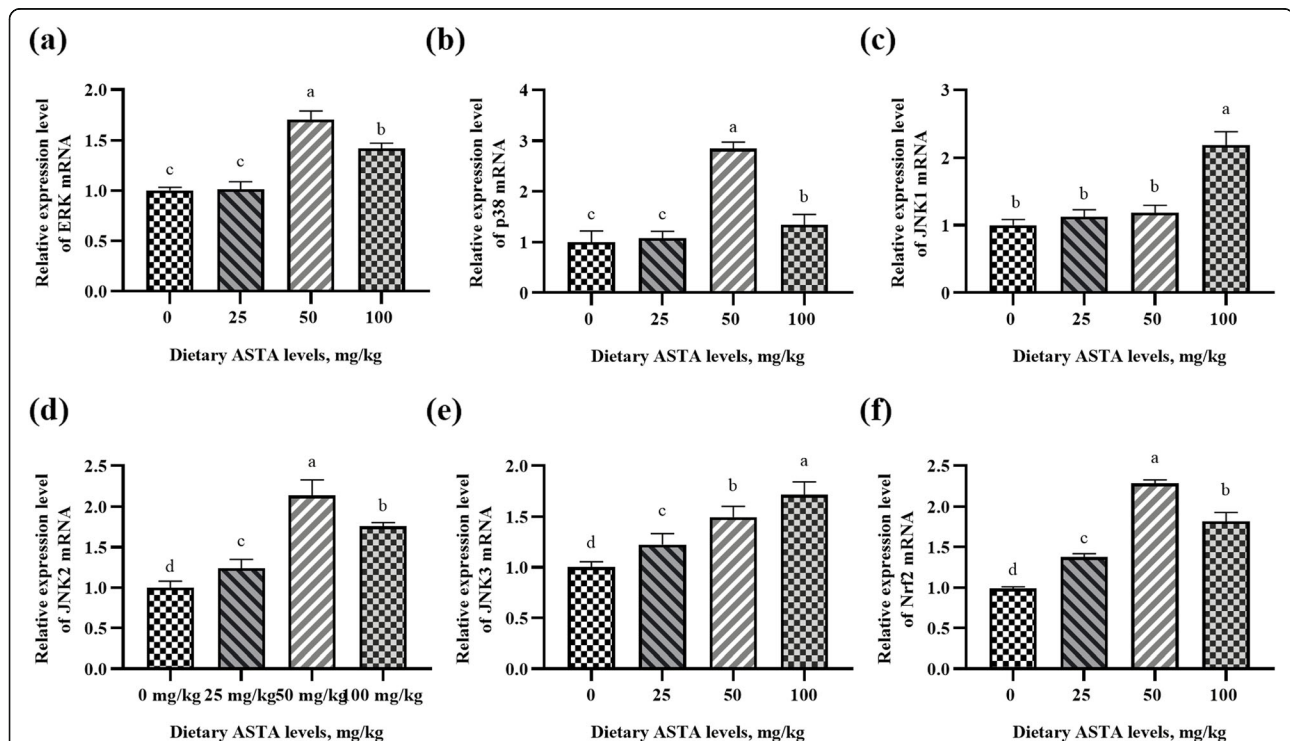 (a)
Relative expression level
of ERK mRNA
2.0
1.5
1.0
0.5
0.0
c
c
a
b
0
25
50
100
Dietary ASTA levels, mg/kg
(b)
Relative expression level
of p38 mRNA
4
3
2
1
0
c
c
a
b
0
25
50
100
Dietary ASTA levels, mg/kg
(c)
Relative expression level
of JNK1 mRNA
3
2
1
0
b
b
b
a
0
25
50
100
Dietary ASTA levels, mg/kg
(d)
Relative expression level
of JNK2 mRNA
2.5
2.0
1.5
1.0
0.5
0.0
d
c
a
b
0 mg/kg
25 mg/kg
50 mg/kg
100 mg/kg
Dietary ASTA levels, mg/kg
(e)
Relative expression level
of JNK3 mRNA
2.0
1.5
1.0
0.5
0.0
d
c
b
a
0
25
50
100
Dietary ASTA levels, mg/kg
(f)
Relative expression level
of Nrf2 mRNA
2.5
2.0
1.5
1.0
0.5
0.0
d
c
a
b
0
25
50
100
Dietary ASTA levels, mg/kg